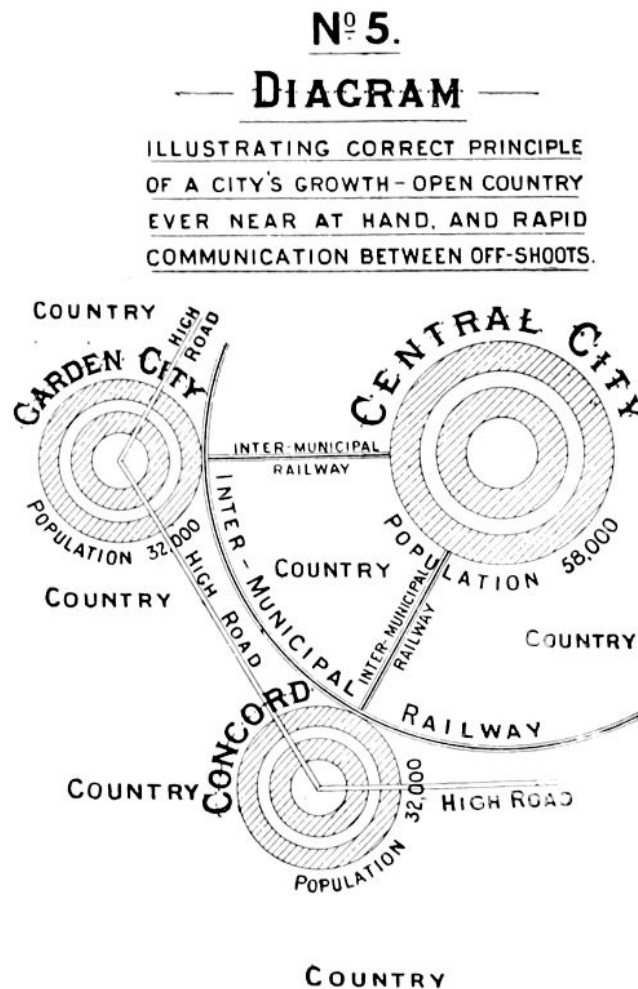 Nº 5.
DIAGRAM
ILLUSTRATING CORRECT PRINCIPLE
OF A CITY'S GROWTH - OPEN COUNTRY
EVER NEAR AT HAND, AND RAPID
COMMUNICATION BETWEEN OFF-SHOOTS.
COUNTRY
HIGH
ROAD
GARDEN CITY
POPULATION 32,000
CENTRAL CITY
POPULATION 58,000
INTER-MUNICIPAL
RAILWAY
INTER-MUNICIPAL RAILWAY
COUNTRY
INTER-MUNICIPAL
RAILWAY
COUNTRY
HIGH ROAD
COUNTRY
CONCORD
POPULATION 32,000
COUNTRY
HIGH ROAD
COUNTRY